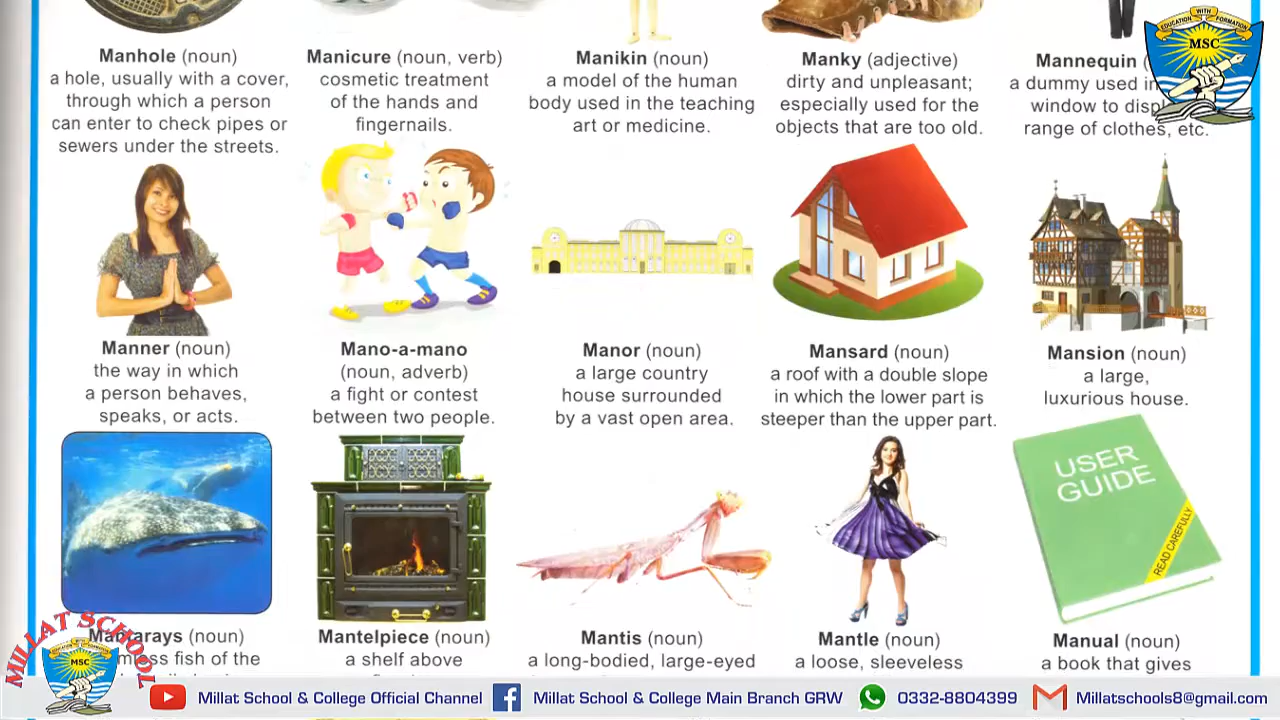 Manhole (noun)
a hole, usually with a cover,
through which a person
can enter to check pipes or
sewers under the streets.
Manicure (noun, verb)
cosmetic treatment
of the hands and
fingernails.
Manikin (noun)
a model of the human
body used in the teaching
art or medicine.
Manky (adjective)
dirty and unpleasant;
especially used for the
objects that are too old.
Mannequin
a dummy used in
window to
range of clothes, etc.
EDUCATION WITH FORMATION
MSC
Manner (noun)
the way in which
a person behaves,
speaks, or acts.
Mano-a-mano
(noun, adverb)
a fight or contest
between two people.
Manor (noun)
a large country
house surrounded
by a vast open area.
Mansard (noun)
a roof with a double slope
in which the lower part is
steeper than the upper part.
Mansion (noun)
a large,
luxurious house.
USER
GUIDE
READ CAREFULLY
(noun)
fish of the
Mantelpiece (noun)
a shelf above
Mantis (noun)
a long-bodied, large-eyed
Mantle (noun)
a loose, sleeveless
Manual (noun)
a book that gives
MILLAT SCHOOL
MSC
Millat School & College Official Channel
Millat School & College Main Branch GRW
0332-8804399
Millatschools8@gmail.com